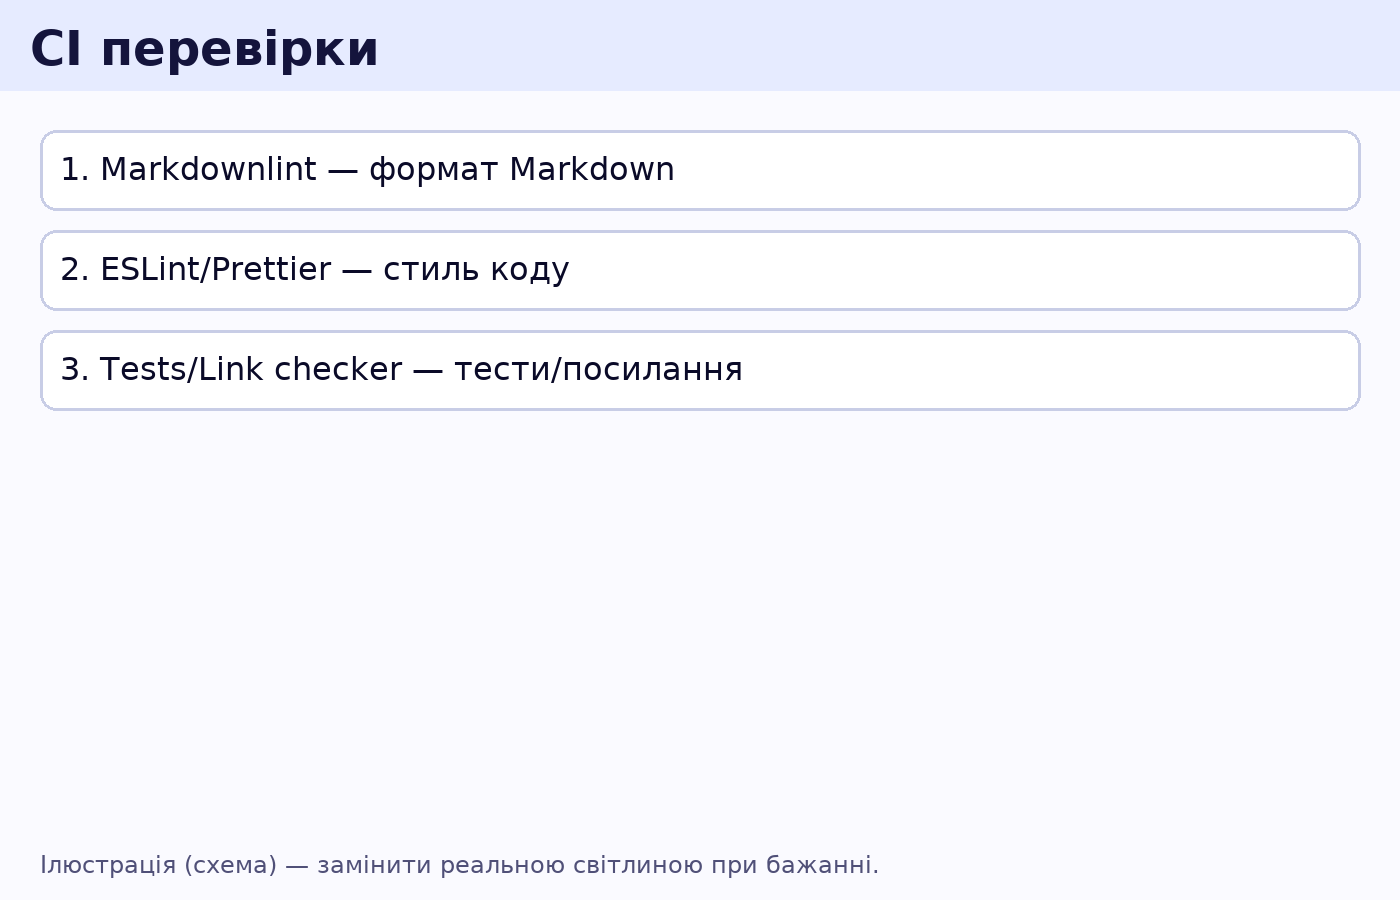 CI перевірки
1. Markdownlint — формат Markdown
2. ESLint/Prettier — стиль коду
3. Tests/Link checker — тести/посилання
Ілюстрація (схема) — замінити реальною світлиною при бажанні.